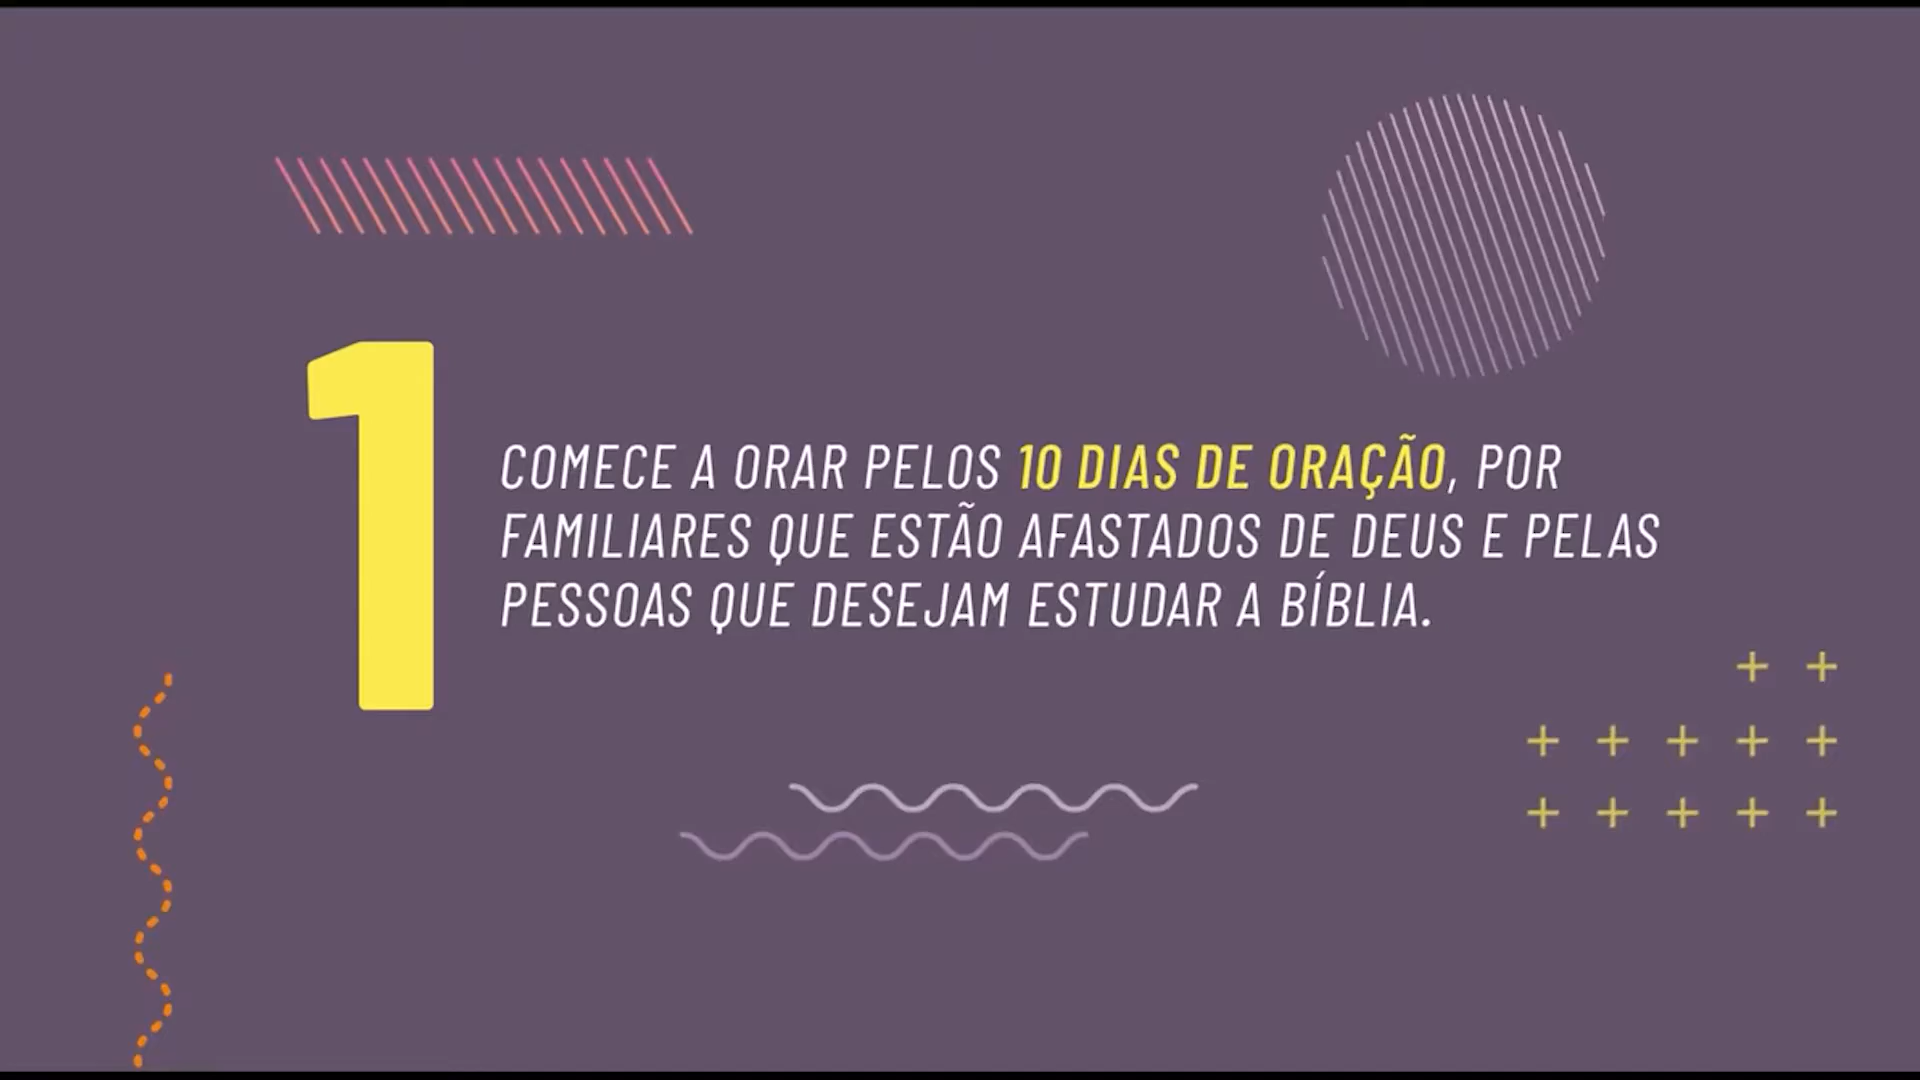 1
COMECE A ORAR PELOS 10 DIAS DE ORAÇÃO, POR
FAMILIARES QUE ESTÃO AFASTADOS DE DEUS E PELAS
PESSOAS QUE DESEJAM ESTUDAR A BÍBLIA.